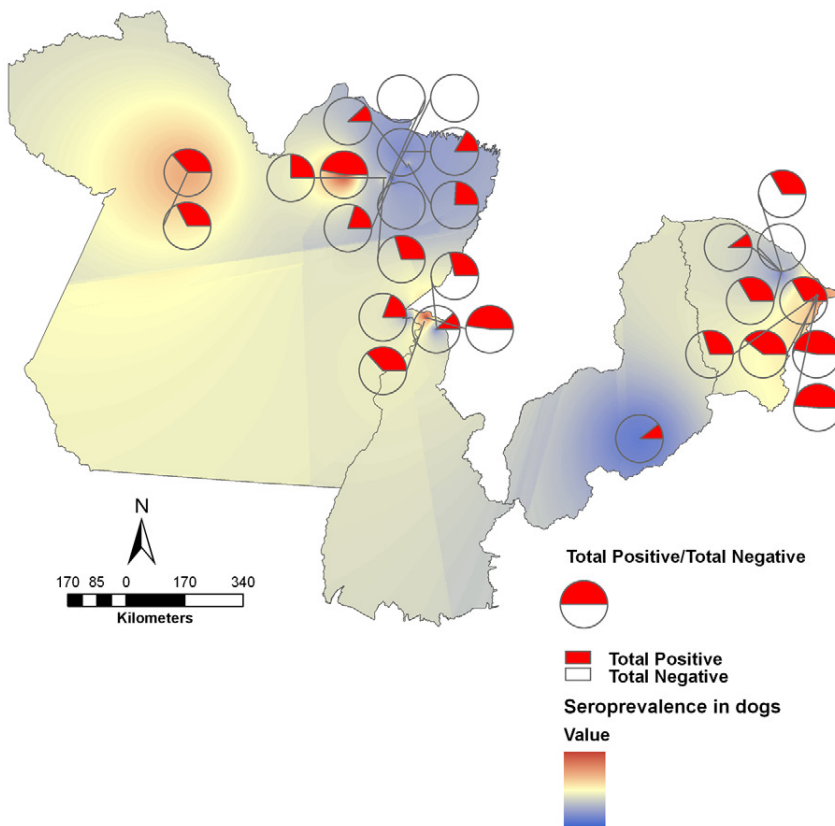 N
170 85 0 170 340
Kilometers
Total Positive/Total Negative
Total Positive
Total Negative
Seroprevalence in dogs
Value